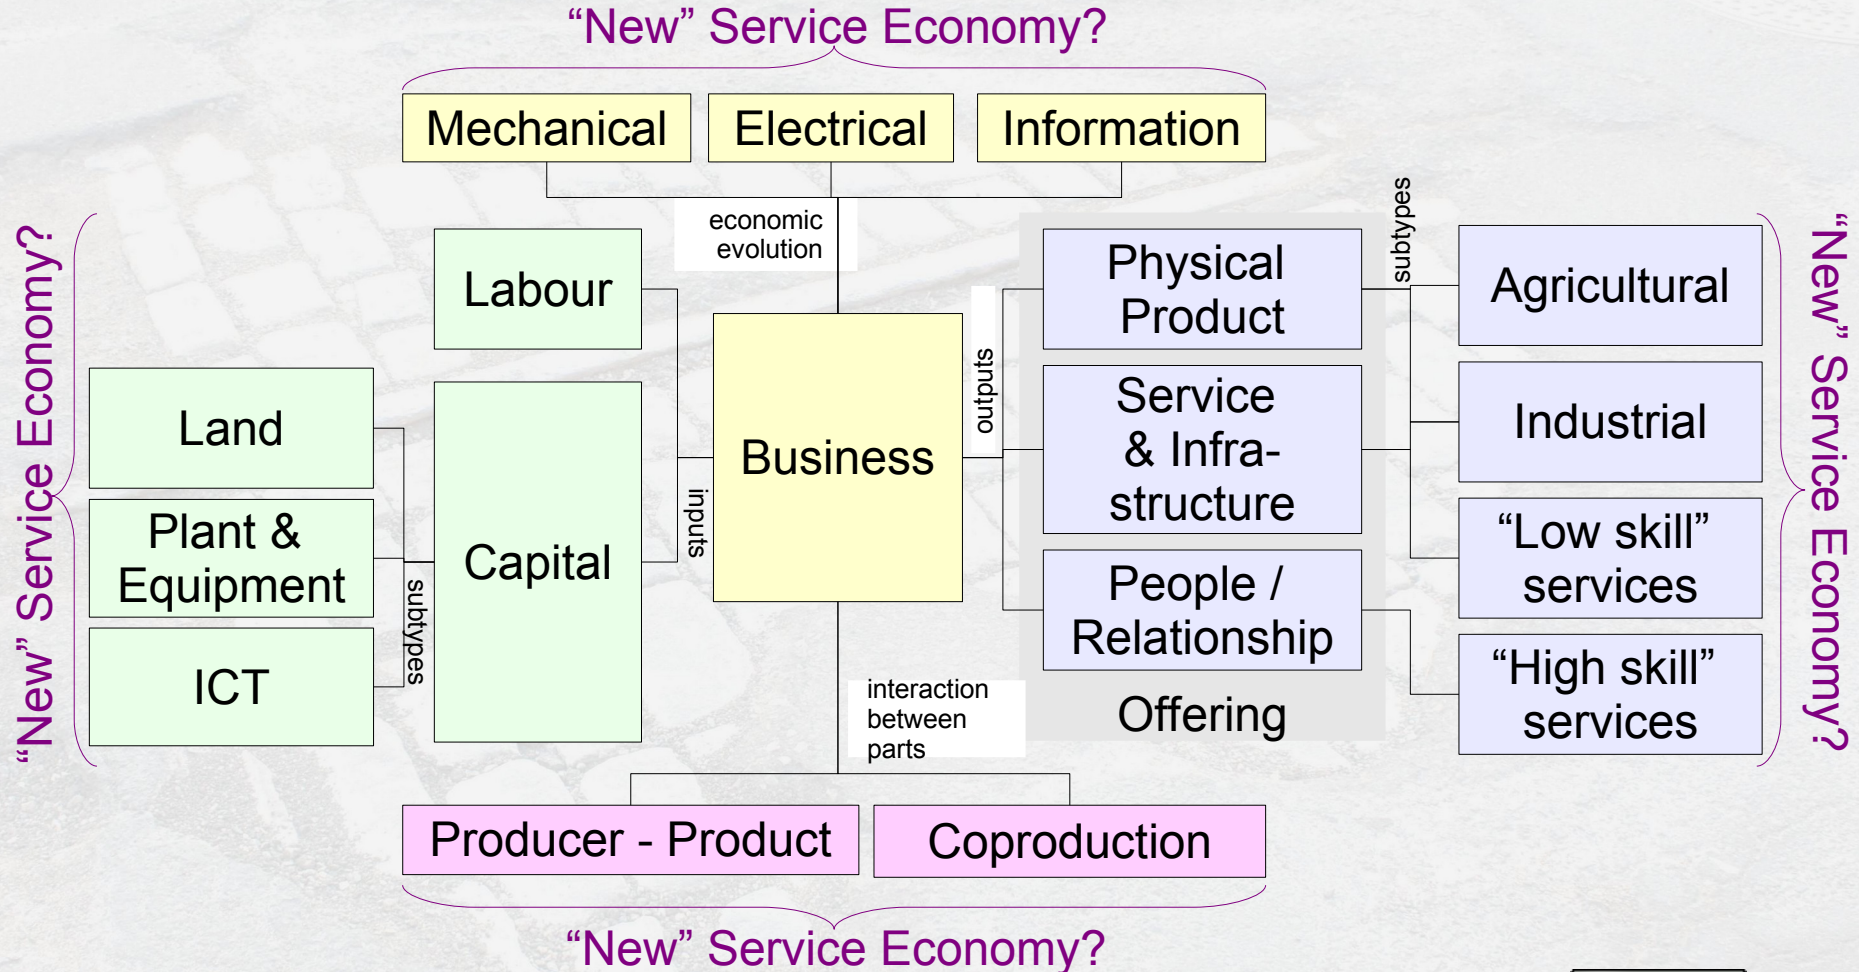 “New” Service Economy?
Mechanical
Electrical
Information
economic
evolution
subtypes
“New” Service Economy?
Labour
Land
Plant &
Equipment
ICT
subtypes
Capital
inputs
Business
outputs
Physical
Product
Service
& Infra-
structure
People /
Relationship
Offering
Agricultural
Industrial
“Low skill”
services
“High skill”
services
“New” Service Economy?
interaction
between
parts
Producer - Product
Coproduction
“New” Service Economy?